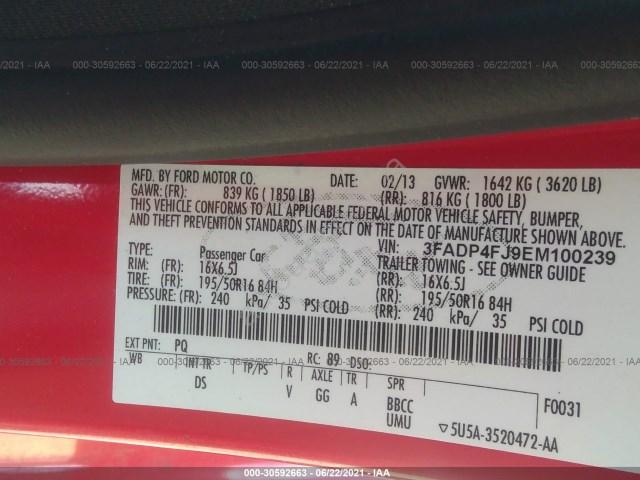 000-30592663 - 06/22/2021 - IAA 000-30592663 - 06/22/2021 - IAA 000-30592663 - 06/22/2021 - IAA
MFD. BY FORD MOTOR CO. DATE: 02/13 GVWR: 1642 KG ( 3620 LB)
GAWR: (FR): 839 KG ( 1850 LB) (RR): 816 KG ( 1800 LB)
THIS VEHICLE CONFORMS TO ALL APPLICABLE FEDERAL MOTOR VEHICLE SAFETY, BUMPER,
AND THEFT PREVENTION STANDARDS IN EFFECT ON THE DATE OF MANUFACTURE SHOWN ABOVE.
VIN: 3FADP4FJ9EM100239
TYPE: Passenger Car TRAILER TOWING - SEE OWNER GUIDE
RIM: (FR): 16X6.5J (RR): 16X6.5J
TIRE: (FR): 195/50R16 84H (RR): 195/50R16 84H
PRESSURE: (FR): 240 kPa/ 35 PSI COLD (RR): 240 kPa/ 35 PSI COLD
EXT PNT: PQ RC: 89 DSO:
WB INT TR TP/PS R AXLE TR SPR
DS V GG A BBCC
UMU
F0031
5U5A-3520472-AA
000-30592663 - 06/22/2021 - IAA